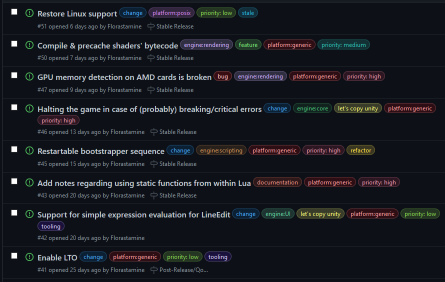 Restore Linux support change platform:posix priority: low stale
#51 opened 6 days ago by Florastamine Stable Release
Compile & precache shaders' bytecode engine:rendering feature platform:generic priority: medium
#50 opened 7 days ago by Florastamine Stable Release
GPU memory detection on AMD cards is broken bug engine:rendering platform:generic priority: high
#47 opened 9 days ago by Florastamine Stable Release
Halting the game in case of (probably) breaking/critical errors change engine:core let's copy unity platform:generic
priority: high
#46 opened 13 days ago by Florastamine Stable Release
Restartable bootstrapper sequence change engine:scripting platform:generic priority: high refactor
#45 opened 15 days ago by Florastamine Stable Release
Add notes regarding using static functions from within Lua documentation platform:generic priority: high
#43 opened 20 days ago by Florastamine Stable Release
Support for simple expression evaluation for LineEdit change engine:UI let's copy unity platform:generic priority: low
tooling
#42 opened 20 days ago by Florastamine Stable Release
Enable LTO change platform:generic priority: low tooling
#41 opened 25 days ago by Florastamine Post-Release/Qo...